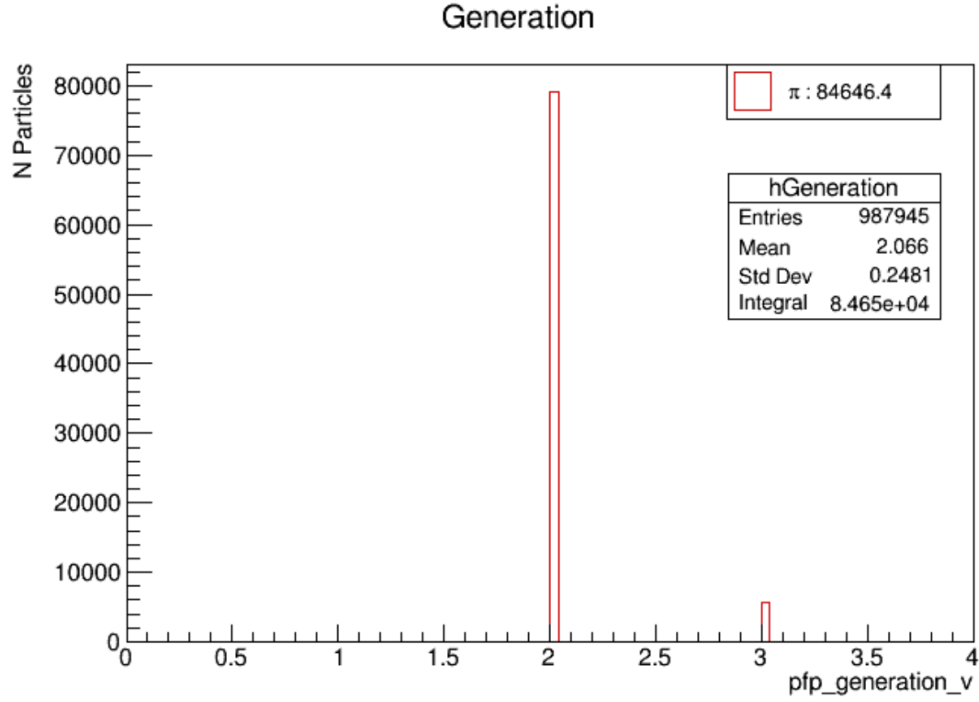 Generation
N Particles
80000
70000
60000
50000
40000
30000
20000
10000
0
π : 84646.4
hGeneration
Entries 987945
Mean 2.066
Std Dev 0.2481
Integral 8.465e+04
0 0.5 1 1.5 2 2.5 3 3.5 4
pfp_generation_v